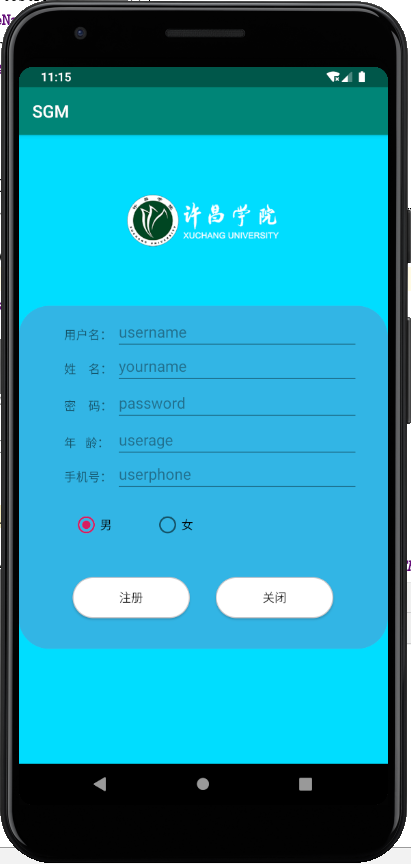 11:15
SGM
许昌学院
XUCHANG UNIVERSITY
用户名: username
姓 名: yourname
密 码: password
年 龄: userage
手机号: userphone
男 女
注册 关闭